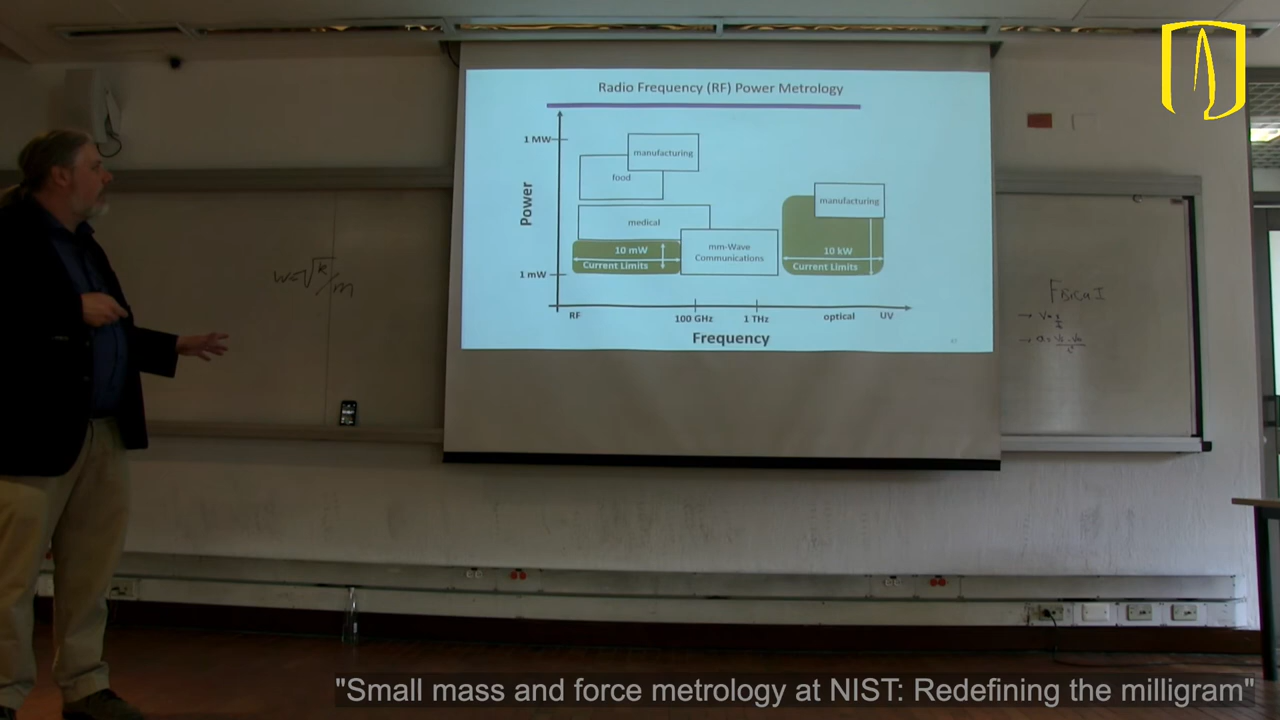 Radio Frequency (RF) Power Metrology
1 MW
manufacturing
food
manufacturing
Power
medical
10 mW
Current Limits
mm-Wave
Communications
10 kW
Current Limits
1 mW
RF
100 GHz
1 THz
optical
UV
Frequency
47
"Small mass and force metrology at NIST: Redefining the milligram"